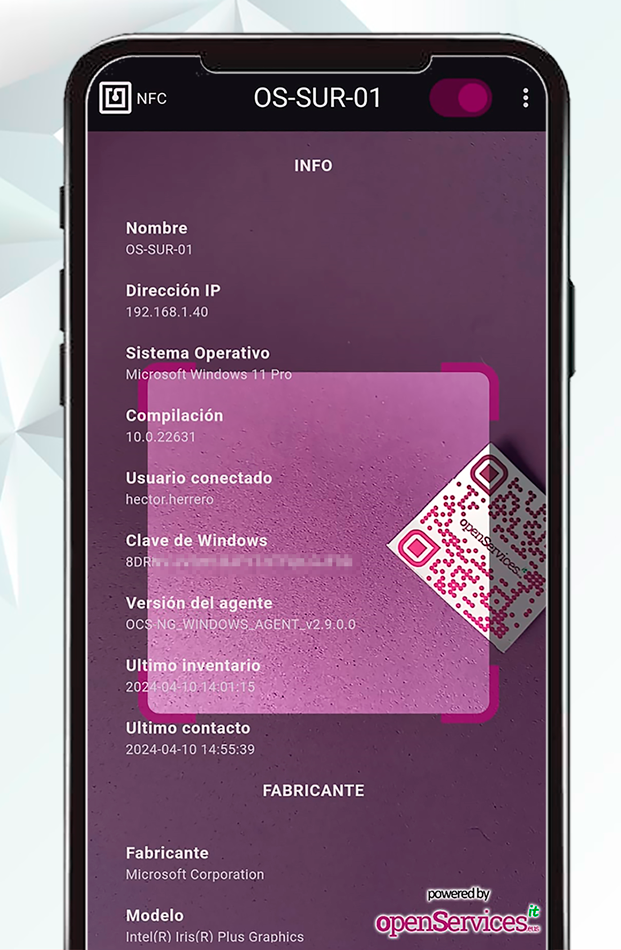 NFC
OS-SUR-01
INFO
Nombre
OS-SUR-01
Dirección IP
192.168.1.40
Sistema Operativo
Microsoft Windows 11 Pro
Compilación
10.0.22631
Usuario conectado
hector.herrero
Clave de Windows
Versión del agente
OCS-NG_WINDOWS_AGENT_v2.9.0.0
openServices
Ultimo inventario
2024-04-10 14:01:15
Ultimo contacto
2024-04-10 14:55:39
FABRICANTE
Fabricante
Microsoft Corporation
Modelo
Intel(R) Iris(R) Plus Graphics
powered by
openServices it PLUS